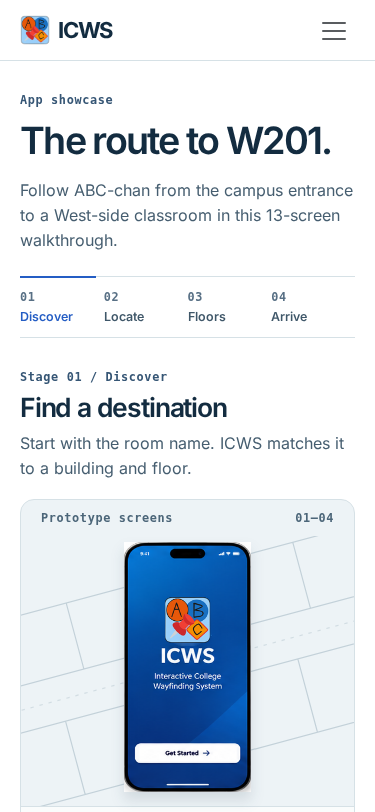 ABC
ICWS
App showcase
The route to W201.
Follow ABC-chan from the campus entrance
to a West-side classroom in this 13-screen
walkthrough.
01 02 03 04
Discover Locate Floors Arrive
Stage 01 / Discover
Find a destination
Start with the room name. ICWS matches it
to a building and floor.
Prototype screens 01–04
9:41
ABC
ICWS
Interactive College
Wayfinding System
Get Started →